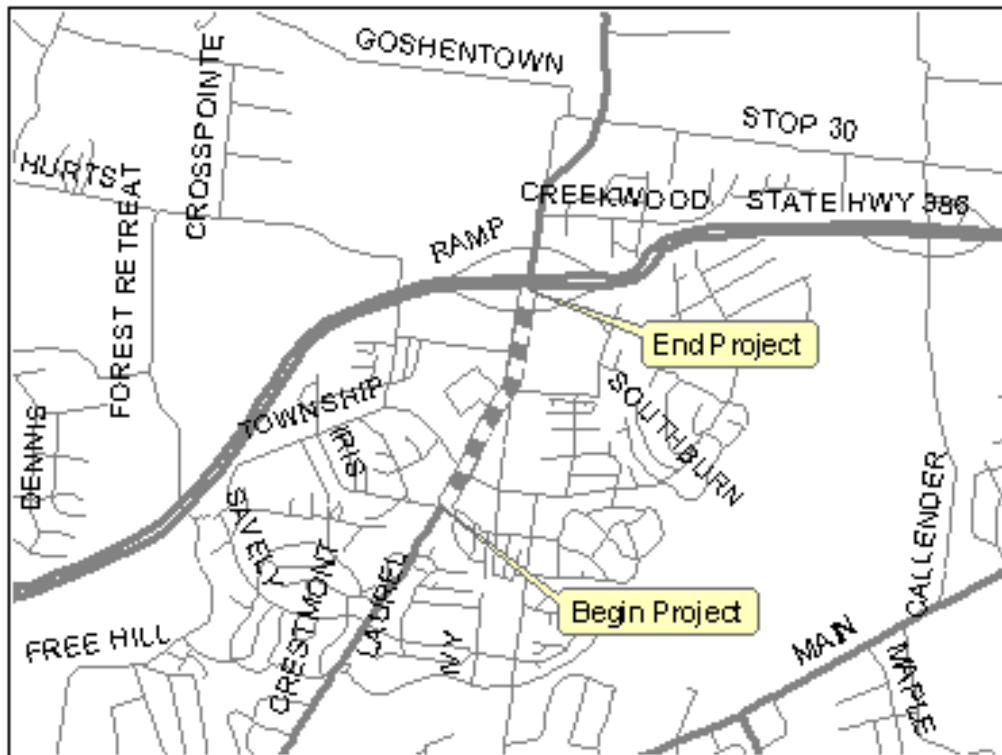 GOSHENTOWN
CROSSPOINTE
STOP 30
HURTS
CREEKWOOD
STATE HWY 386
FOREST RETREAT
RAMP
End Project
TOWNSHIP
SOUTHBURN
DENNIS
IRIS
SAVELY
CALLENDER
CRESTMONT
LAUREL
Begin Project
FREE HILL
IVY
MAIN
MAPLE